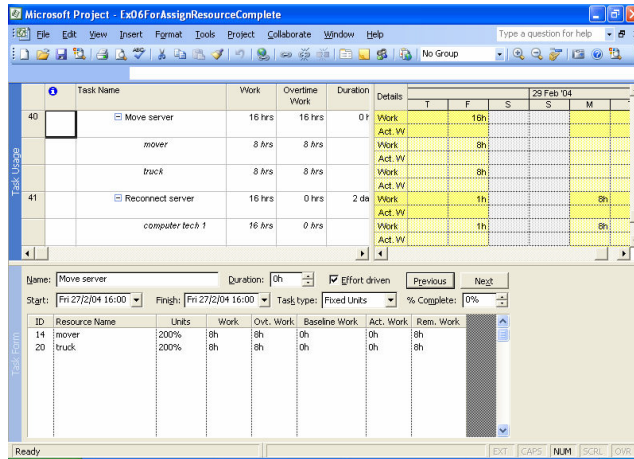 Microsoft Project - Ex06ForAssignResourceComplete
File Edit View Insert Format Tools Project Collaborate Window Help Type a question for help
No Group
Task Name Work Overtime Work Duration Details 29 Feb '04
T F S S M
40 Move server 16 hrs 16 hrs 0 h Work 16h
Act. W
mover 8 hrs 8 hrs Work 8h
Act. W
truck 8 hrs 8 hrs Work 8h
Act. W
41 Reconnect server 16 hrs 0 hrs 2 da Work 1h 8h
Act. W
computer tech 1 16 hrs 0 hrs Work 1h 8h
Act. W
Task Usage
Name: Move server Duration: 0h Effort driven Previous Next
Start: Fri 27/2/04 16:00 Finish: Fri 27/2/04 16:00 Task type: Fixed Units % Complete: 0%
ID Resource Name Units Work Ovt. Work Baseline Work Act. Work Rem. Work
14 mover 200% 8h 8h 0h 0h 8h
20 truck 200% 8h 8h 0h 0h 8h
Task Form
Ready EXT CAPS NUM SCRL OVR